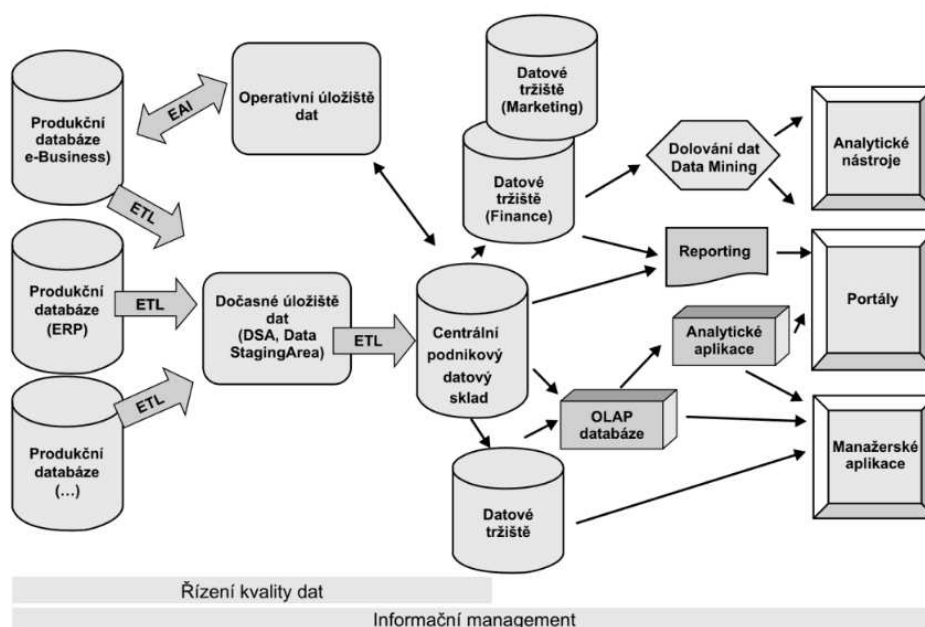 Produkční
databáze
e-Business)
EAI
Operativní úložiště
dat
Datové
tržiště
(Marketing)
Datové
tržiště
(Finance)
Dolování dat
Data Mining
Analytické
nástroje
ETL
Produkční
databáze
(ERP)
ETL
Dočasné úložiště
dat
(DSA, Data
StagingArea)
ETL
Centrální
podnikový
datový
sklad
Reporting
Analytické
aplikace
Portály
ETL
Produkční
databáze
(...)
OLAP
databáze
Datové
tržiště
Manažerské
aplikace
Řízení kvality dat
Informační management